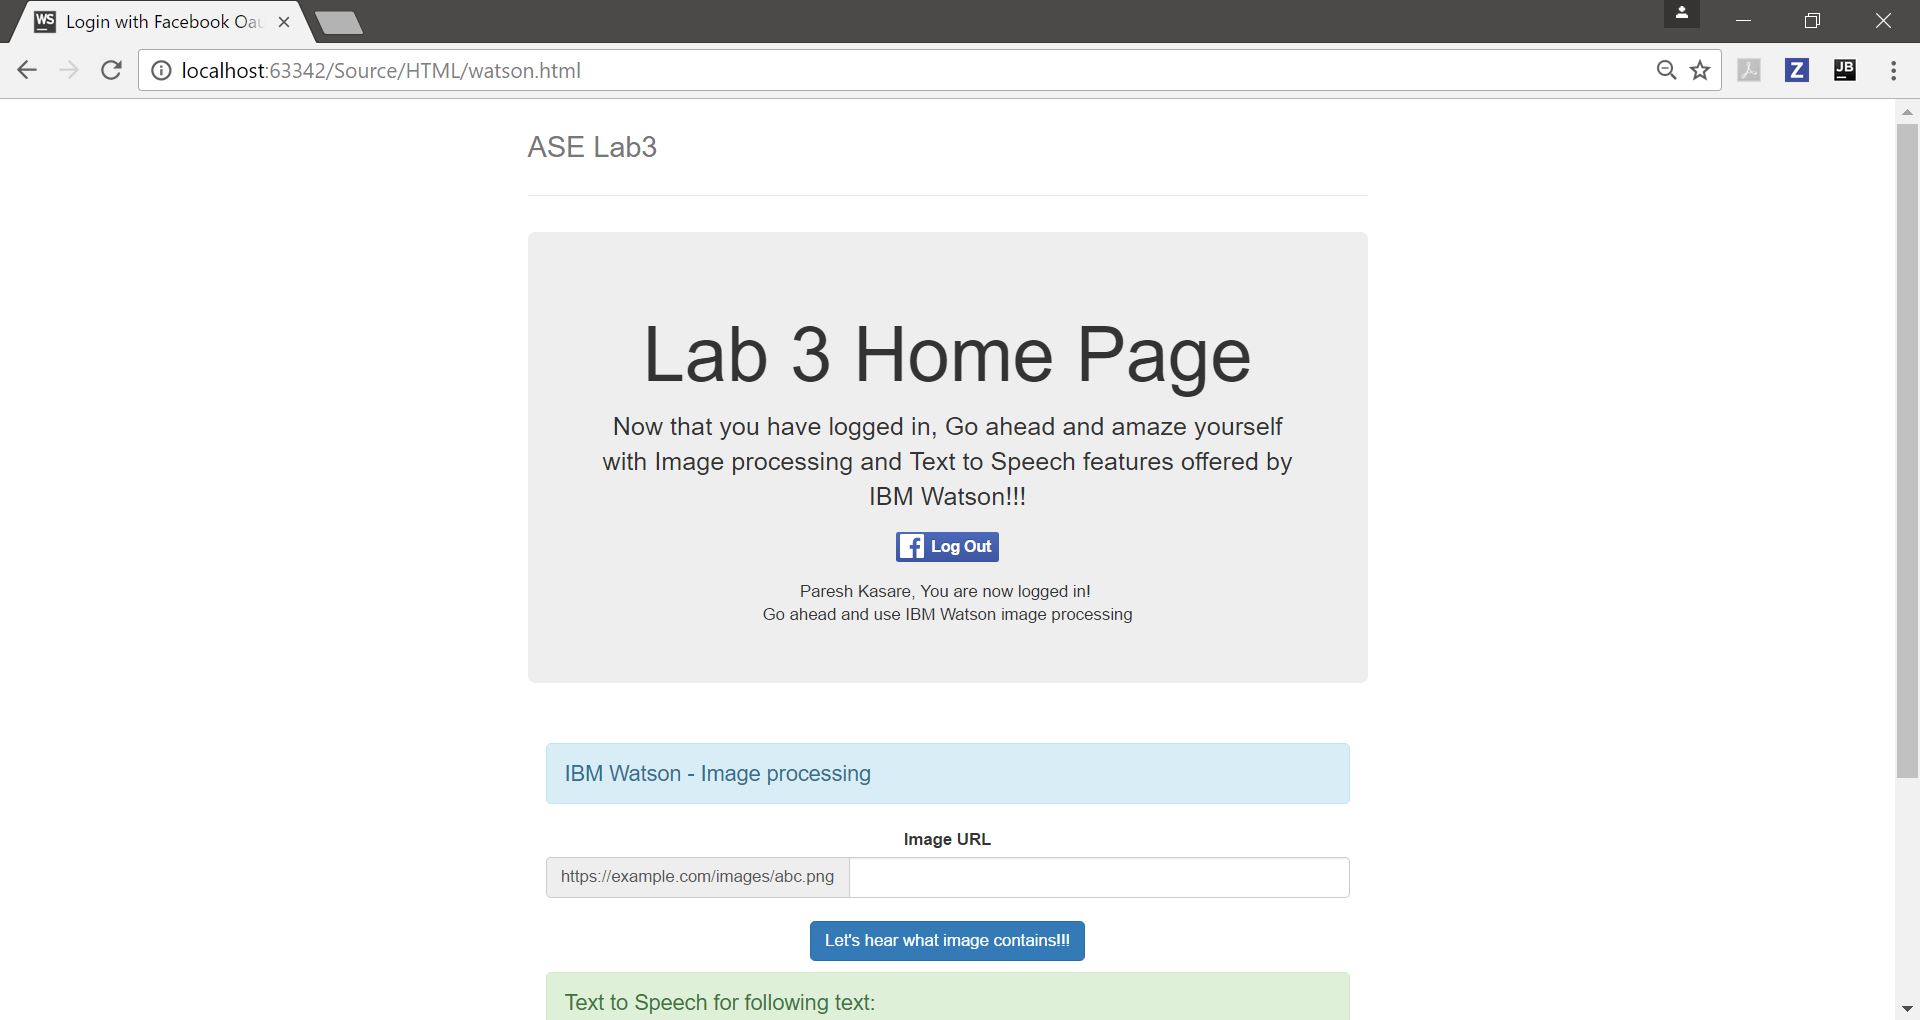 WS Login with Facebook Oau
localhost:63342/Source/HTML/watson.html
Z
JB
ASE Lab3
Lab 3 Home Page
Now that you have logged in, Go ahead and amaze yourself
with Image processing and Text to Speech features offered by
IBM Watson!!!
f Log Out
Paresh Kasare, You are now logged in!
Go ahead and use IBM Watson image processing
IBM Watson - Image processing
Image URL
https://example.com/images/abc.png
Let's hear what image contains!!!
Text to Speech for following text: